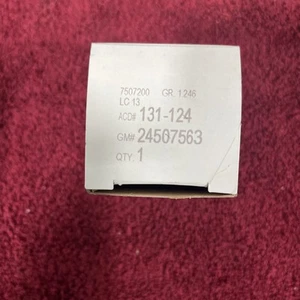 7507200 GR. 1.246
LC 13
ACD# 131-124
GM# 24507563
QTY. 1